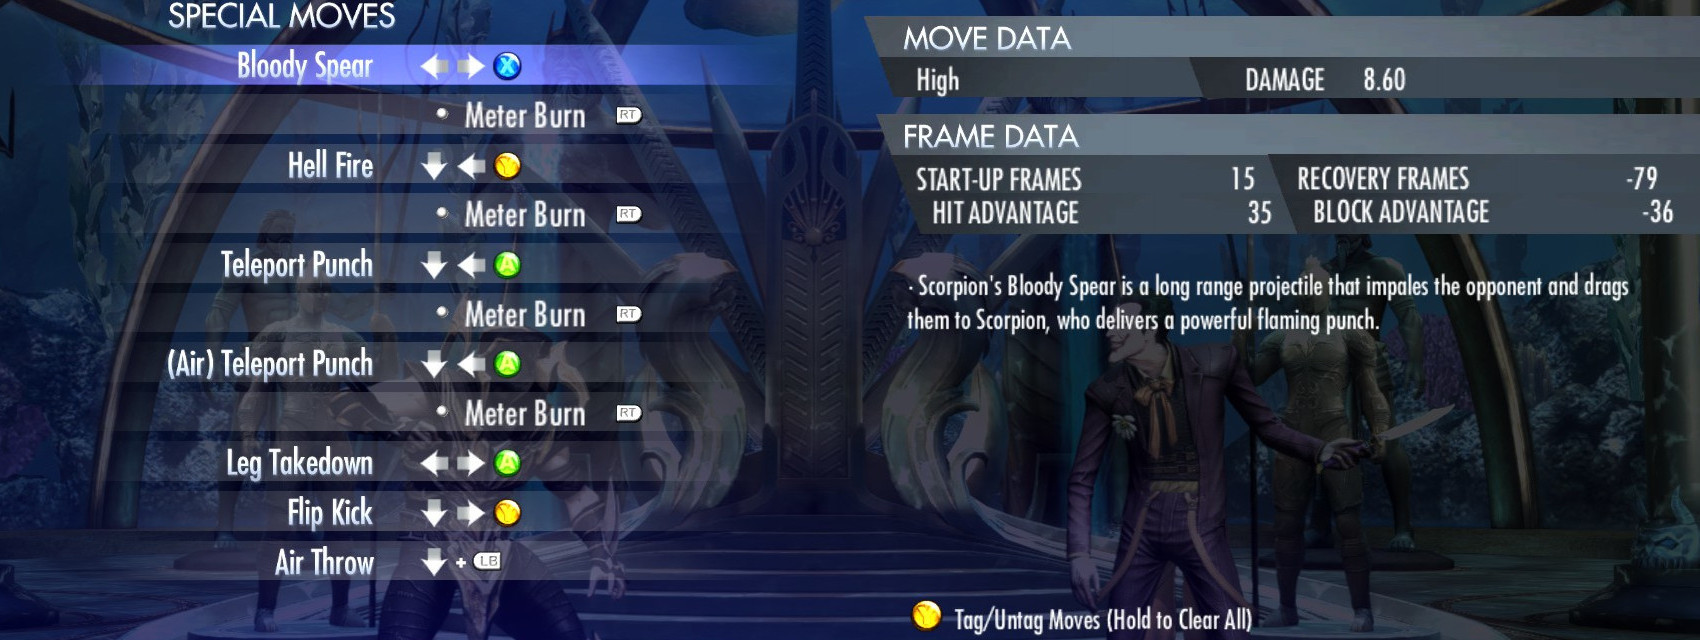 SPECIAL MOVES
Bloody Spear X
Meter Burn RT
Hell Fire Y
Meter Burn RT
Teleport Punch A
Meter Burn RT
(Air) Teleport Punch A
Meter Burn RT
Leg Takedown A
Flip Kick Y
Air Throw + LB
MOVE DATA
High DAMAGE 8.60
FRAME DATA
START-UP FRAMES 15 RECOVERY FRAMES -79
HIT ADVANTAGE 35 BLOCK ADVANTAGE -36
· Scorpion's Bloody Spear is a long range projectile that impales the opponent and drags
them to Scorpion, who delivers a powerful flaming punch.
Y Tag/Untag Moves (Hold to Clear All)